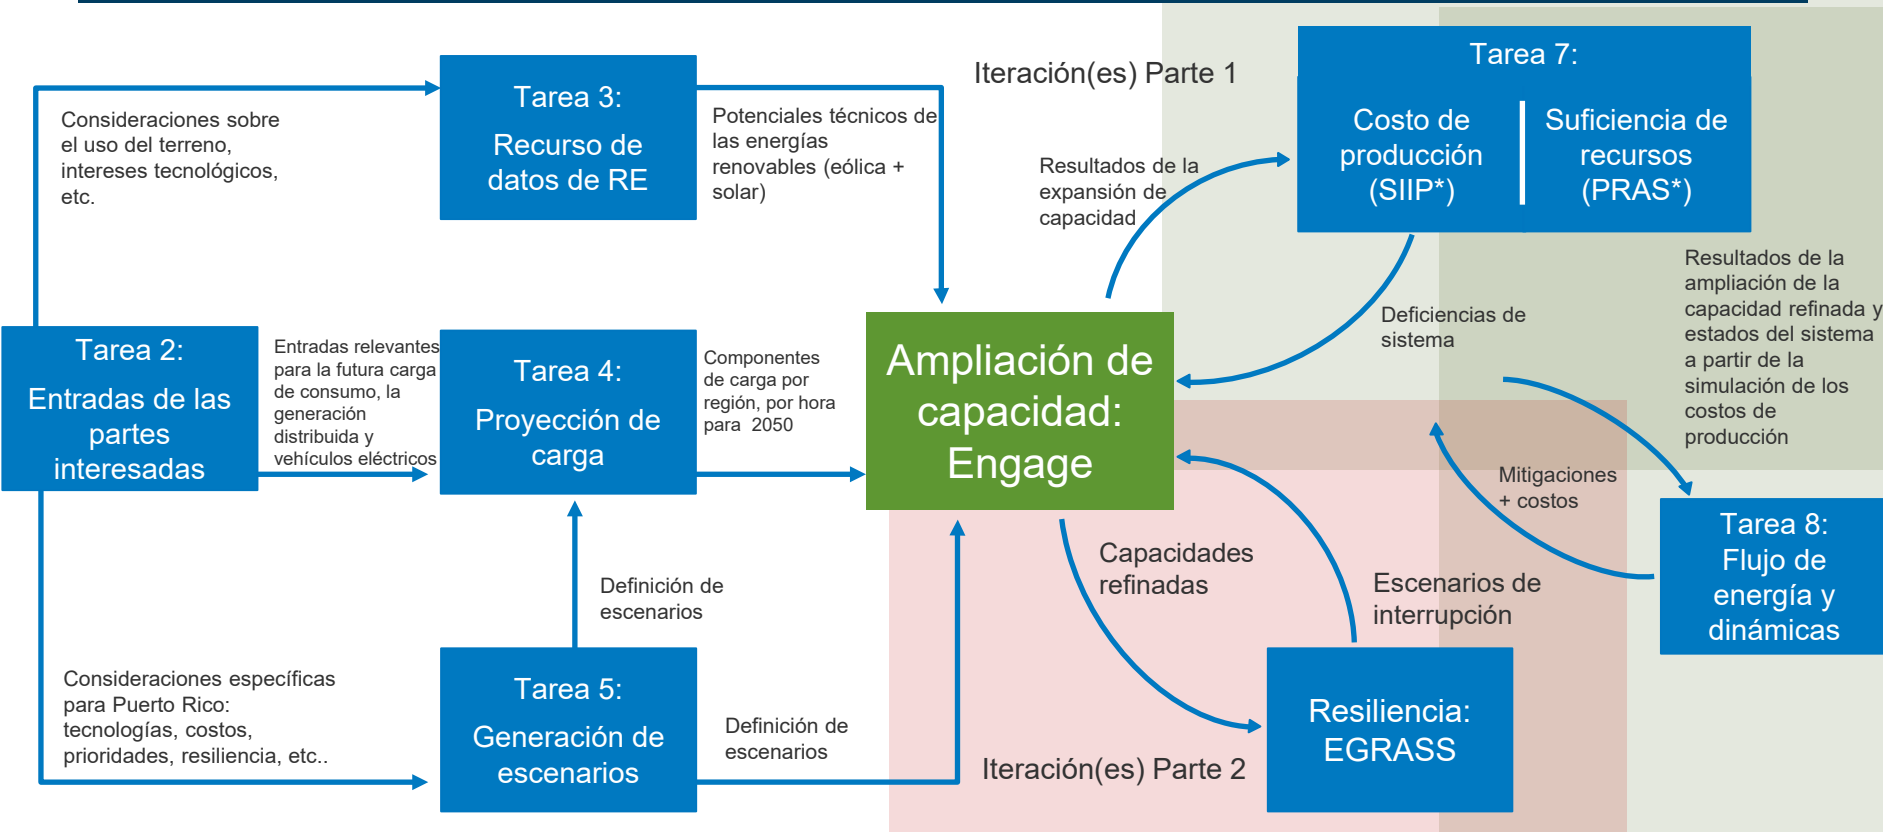 Consideraciones sobre
el uso del terreno,
intereses tecnológicos,
etc.
Tarea 3:
Recurso de
datos de RE
Potenciales técnicos de
las energías
renovables (eólica +
solar)
Iteración(es) Parte 1
Resultados de la
expansión de
capacidad
Tarea 7:
Costo de
producción
(SIIP*)
Suficiencia de
recursos
(PRAS*)
Tarea 2:
Entradas de las
partes
interesadas
Entradas relevantes
para la futura carga
de consumo, la
generación
distribuida y
vehículos eléctricos
Tarea 4:
Proyección de
carga
Componentes
de carga por
región, por hora
para 2050
Ampliación de
capacidad:
Engage
Deficiencias de
sistema
Resultados de la
ampliación de la
capacidad refinada y
estados del sistema
a partir de la
simulación de los
costos de
producción
Mitigaciones
+ costos
Tarea 8:
Flujo de
energía y
dinámicas
Definición de
escenarios
Capacidades
refinadas
Escenarios de
interrupción
Consideraciones específicas
para Puerto Rico:
tecnologías, costos,
prioridades, resiliencia, etc..
Tarea 5:
Generación de
escenarios
Definición de
escenarios
Iteración(es) Parte 2
Resiliencia:
EGRASS